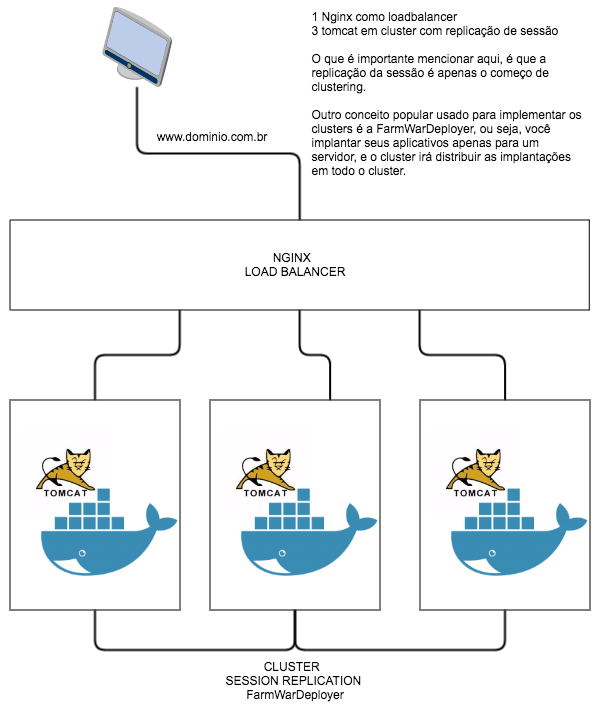 1 Nginx como loadbalancer
3 tomcat em cluster com replicação de sessão
O que é importante mencionar aqui, é que a
replicação da sessão é apenas o começo de
clustering.
Outro conceito popular usado para implementar os
clusters é a FarmWarDeployer, ou seja, você
implantar seus aplicativos apenas para um
servidor, e o cluster irá distribuir as implantações
em todo o cluster.
www.dominio.com.br
NGINX
LOAD BALANCER
TOMCAT
TOMCAT
TOMCAT
CLUSTER
SESSION REPLICATION
FarmWarDeployer